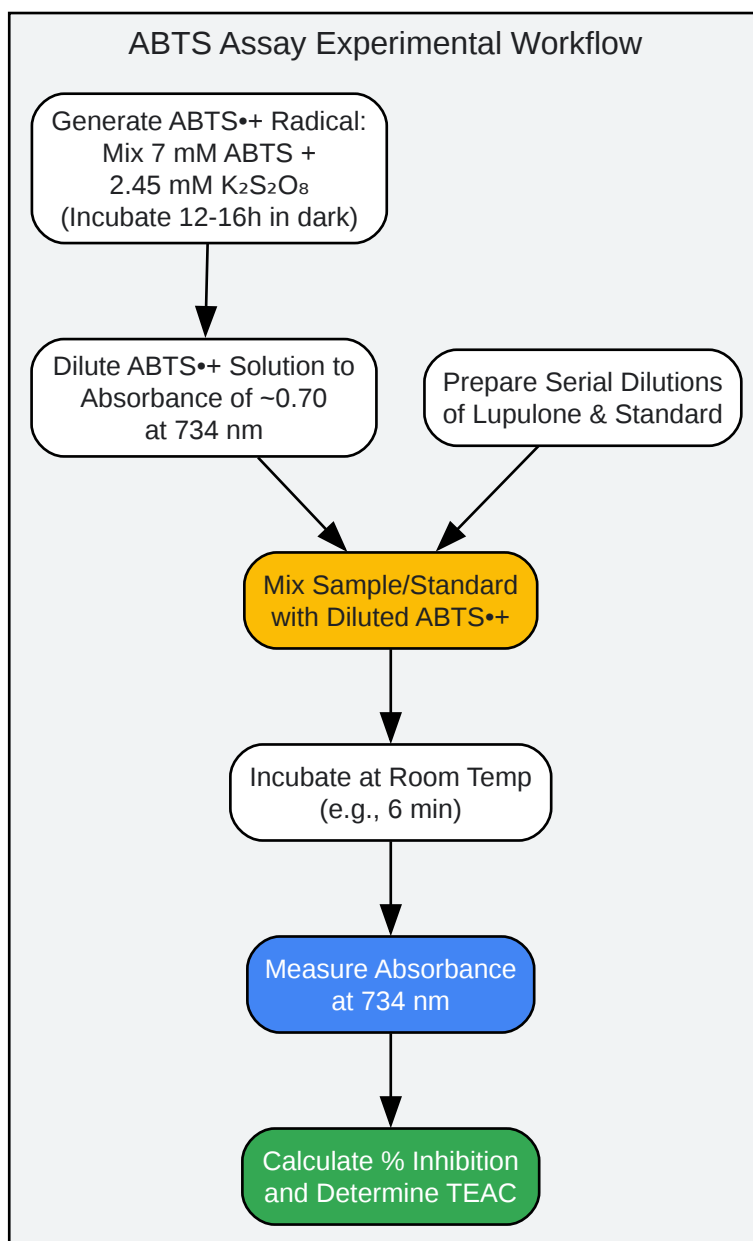 ABTS Assay Experimental Workflow
Generate ABTS•+ Radical:
Mix 7 mM ABTS +
2.45 mM K₂S₂O₈
(Incubate 12-16h in dark)
Dilute ABTS•+ Solution to
Absorbance of ~0.70
at 734 nm
Prepare Serial Dilutions
of Lupulone & Standard
Mix Sample/Standard
with Diluted ABTS•+
Incubate at Room Temp
(e.g., 6 min)
Measure Absorbance
at 734 nm
Calculate % Inhibition
and Determine TEAC